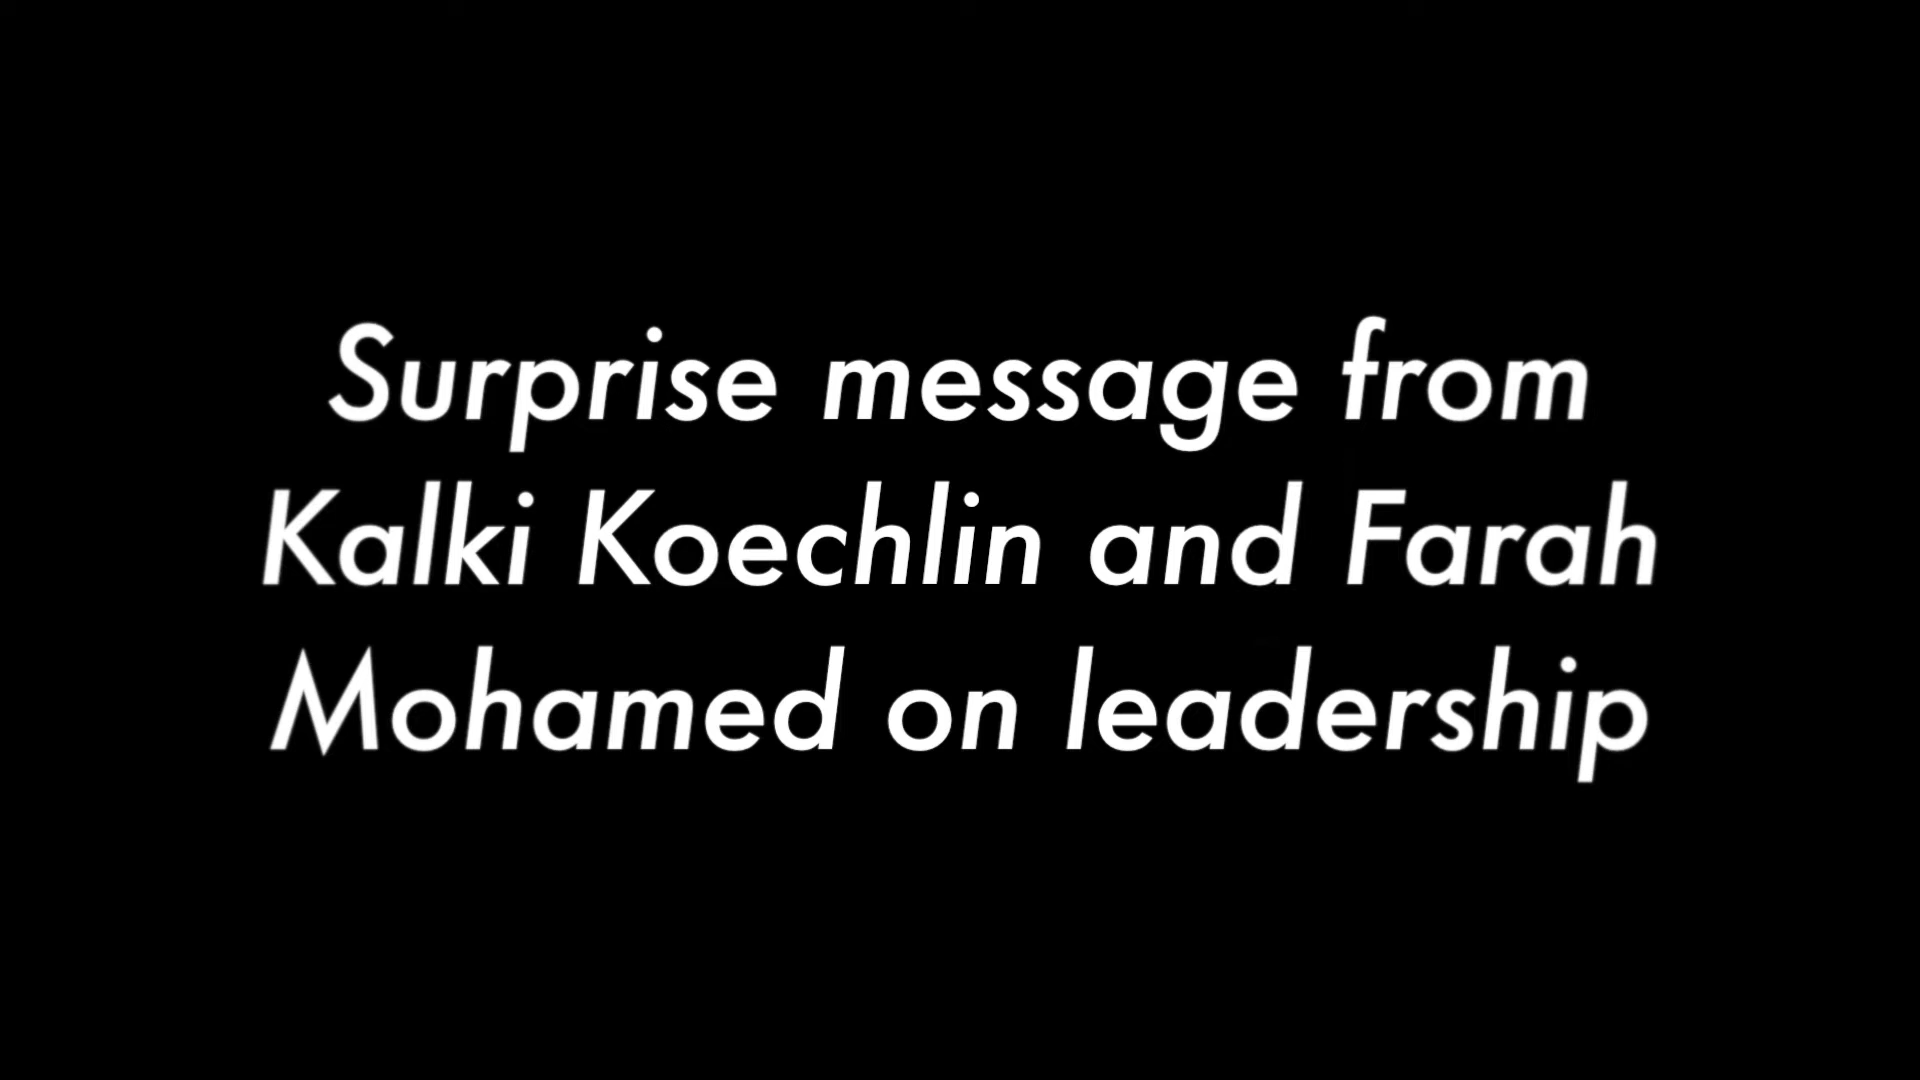 Surprise message from
Kalki Koechlin and Farah
Mohamed on leadership